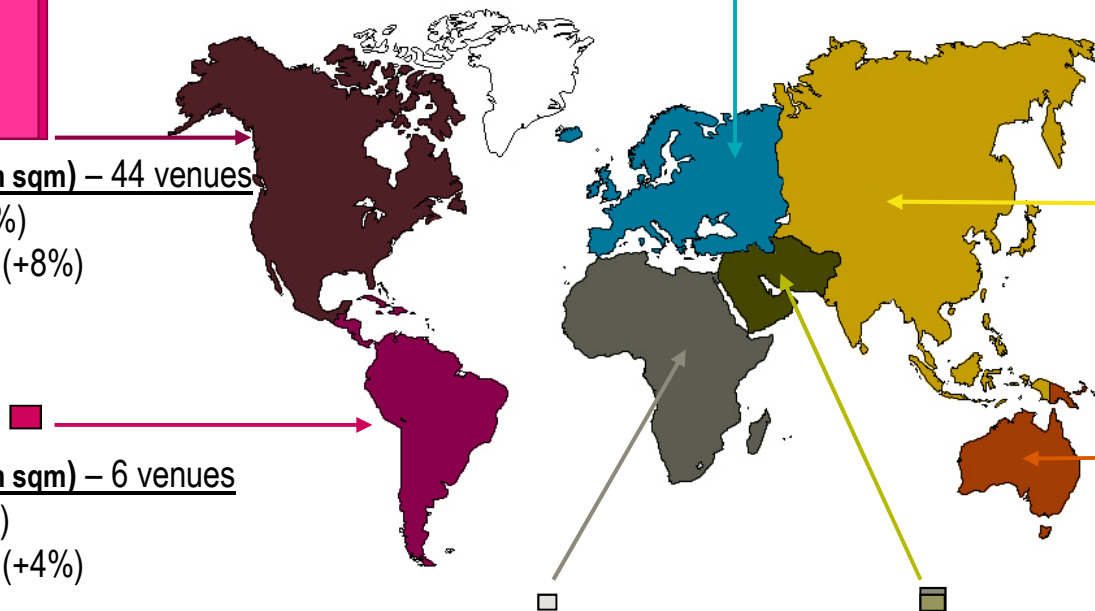 n sqm) – 44 venues
%)
(+8%)
n sqm) – 6 venues
)
(+4%)